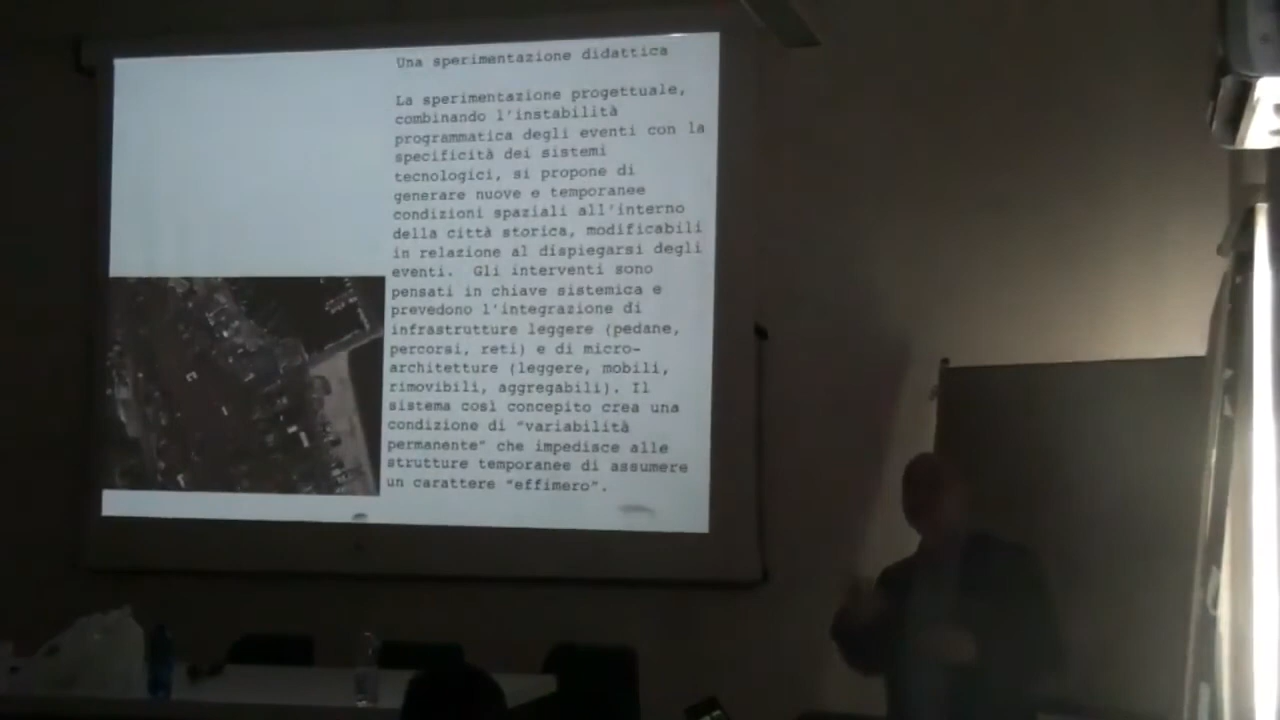 Una sperimentazione didattica
La sperimentazione progettuale,
combinando l'instabilità
programmatica degli eventi con la
specificità dei sistemi
tecnologici, si propone di
generare nuove e temporanee
condizioni spaziali all'interno
della città storica, modificabili
in relazione al dispiegarsi degli
eventi. Gli interventi sono
pensati in chiave sistemica e
prevedono l'integrazione di
infrastrutture leggere (pedane,
percorsi, reti) e di micro-
architetture (leggere, mobili,
rimovibili, aggregabili). Il
sistema così concepito crea una
condizione di "variabilità
permanente" che impedisce alle
strutture temporanee di assumere
un carattere "effimero".